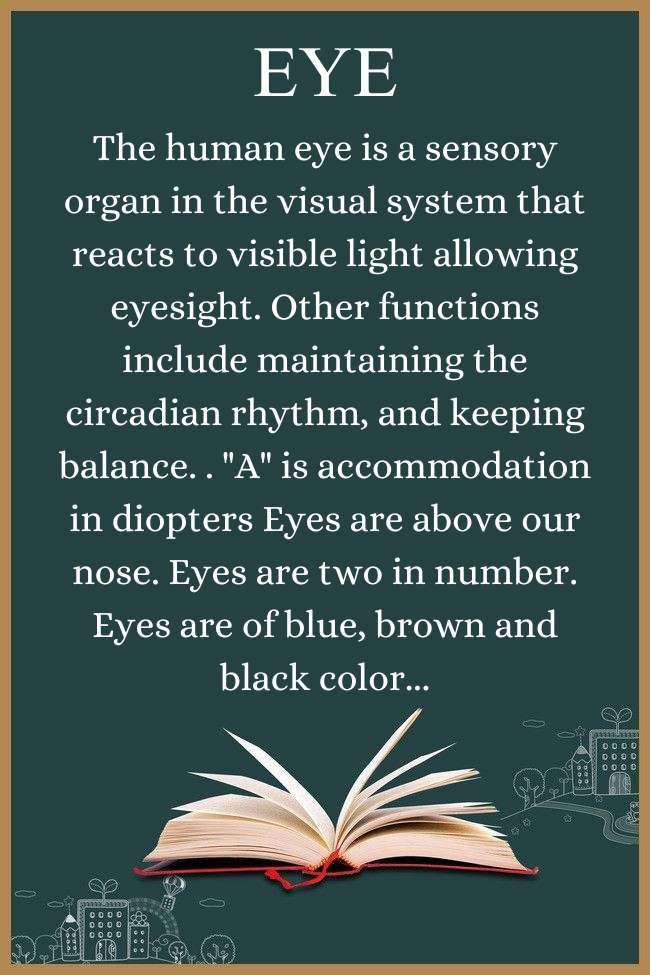 EYE
The human eye is a sensory
organ in the visual system that
reacts to visible light allowing
eyesight. Other functions
include maintaining the
circadian rhythm, and keeping
balance. . "A" is accommodation
in diopters Eyes are above our
nose. Eyes are two in number.
Eyes are of blue, brown and
black color...